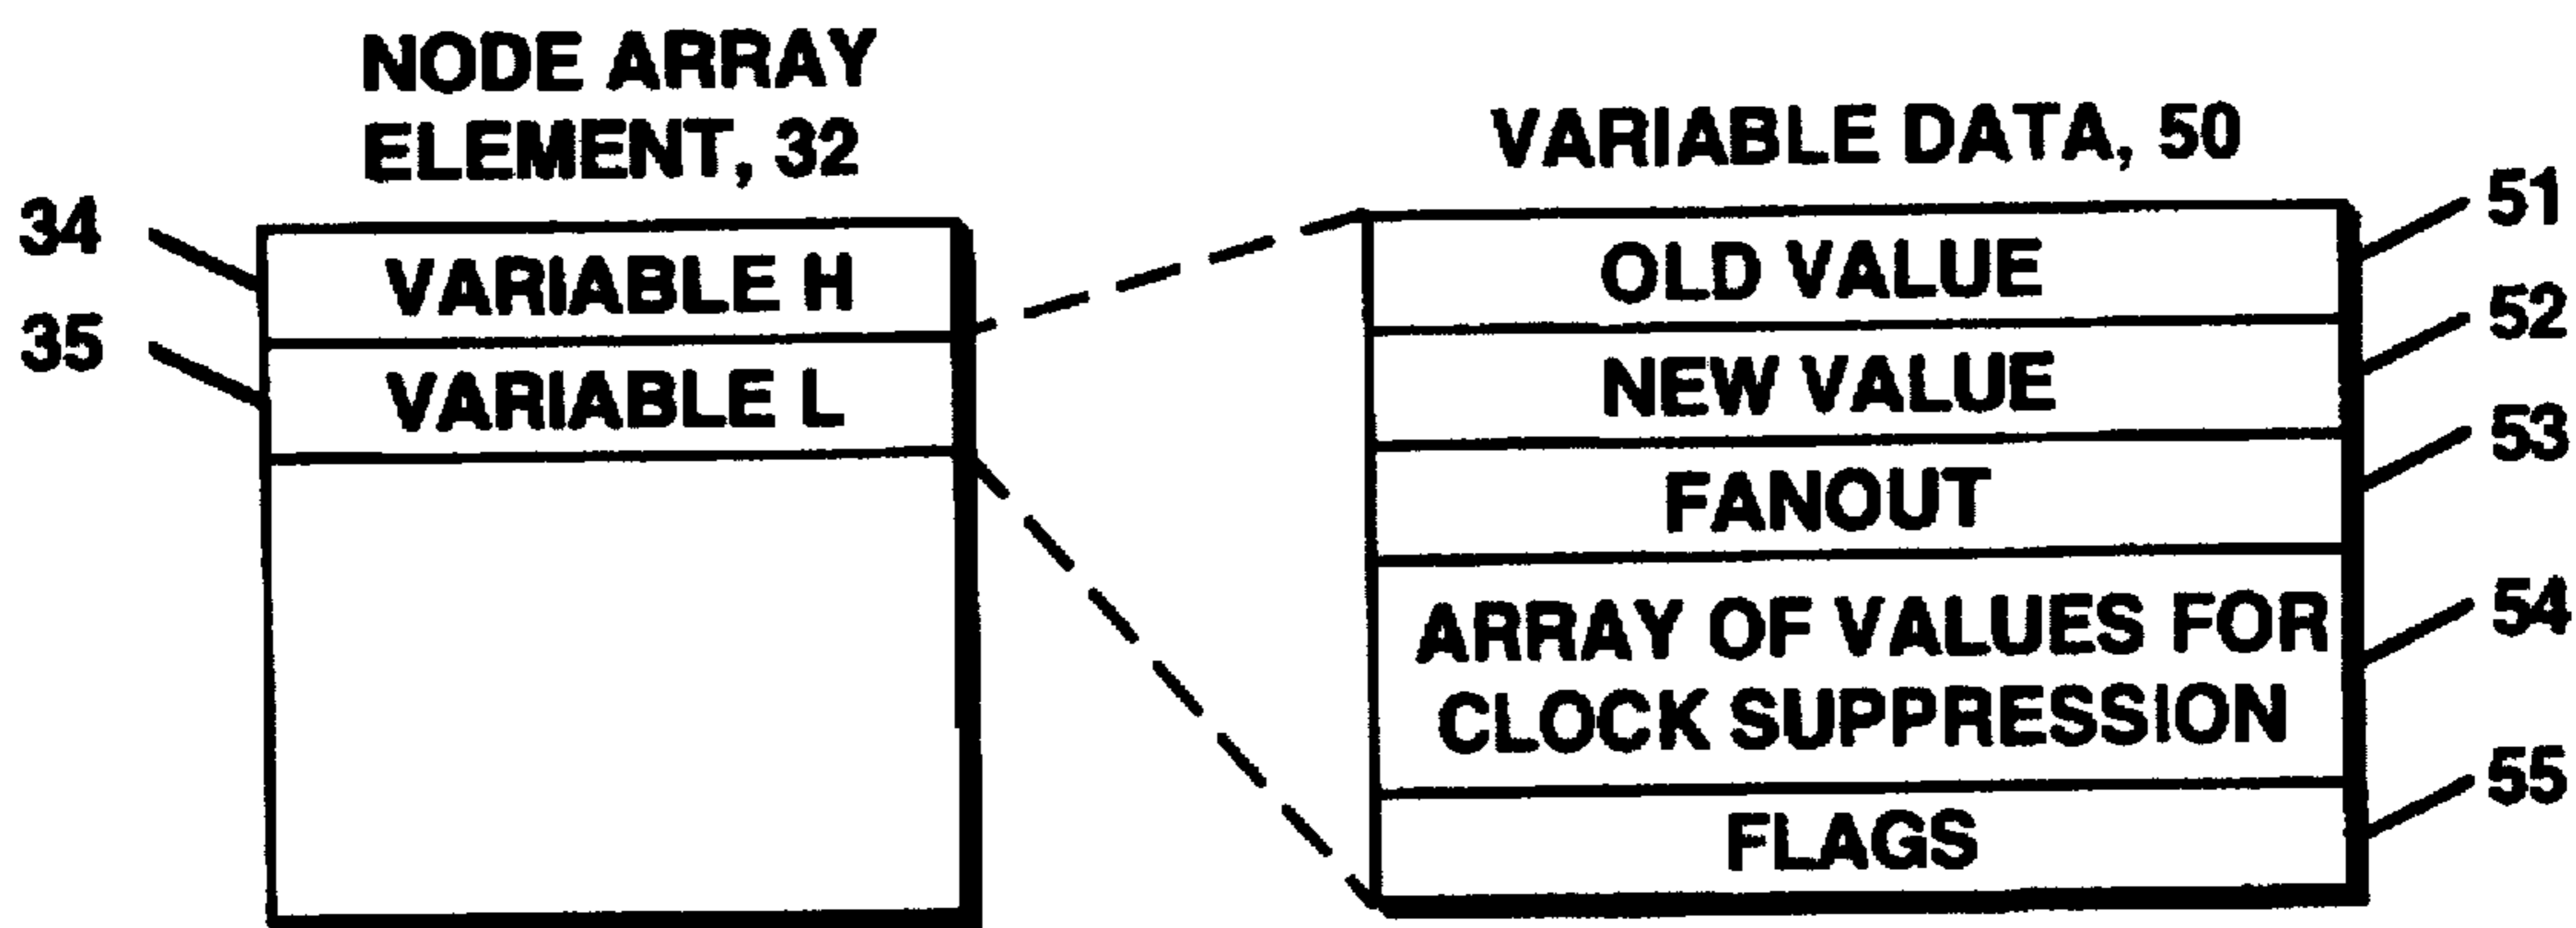 NODE ARRAY
ELEMENT, 32
34
VARIABLE H
35
VARIABLE L
VARIABLE DATA, 50
OLD VALUE
51
NEW VALUE
52
FANOUT
53
ARRAY OF VALUES FOR
CLOCK SUPPRESSION
54
FLAGS
55